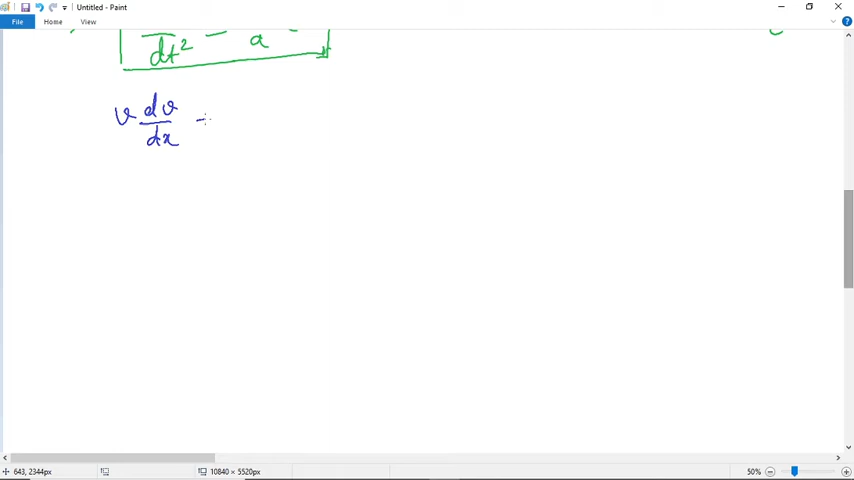 Untitled - Paint
File Home View
dt² = a
v dv/dx -
643, 2344px
10840 × 5520px
50%